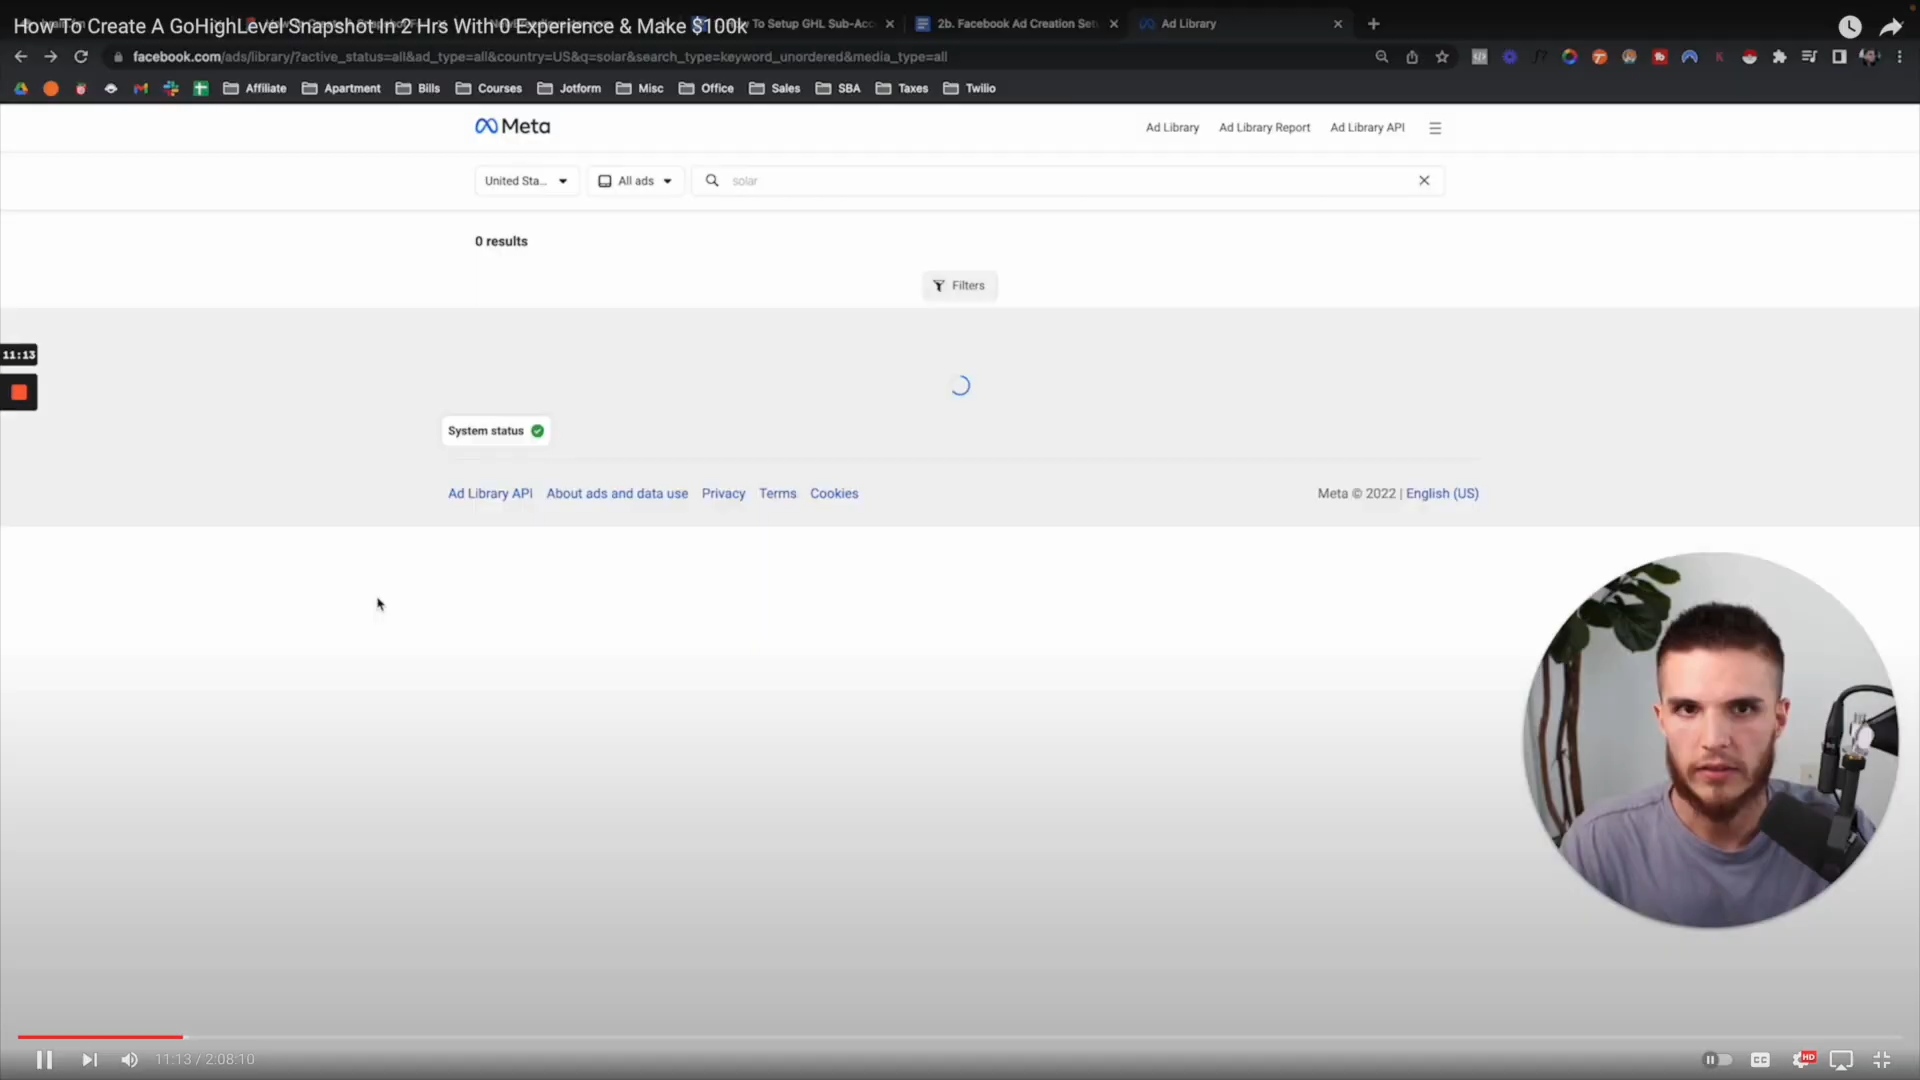 How To Create A GoHighLevel Snapshot In 2 Hrs With 0 Experience & Make $100k
To Setup GHL Sub-Acc
2b. Facebook Ad Creation Set
Ad Library
facebook.com/ads/library/?active_status=all&ad_type=all&country=US&q=solar&search_type=keyword_unordered&media_type=all
Affiliate
Apartment
Bills
Courses
Jotform
Misc
Office
Sales
SBA
Taxes
Twilio
Meta
Ad Library
Ad Library Report
Ad Library API
United Sta...
All ads
solar
0 results
Filters
11:13
System status
Ad Library API
About ads and data use
Privacy
Terms
Cookies
Meta © 2022 | English (US)
11:13 / 2:08:10
CC
HD